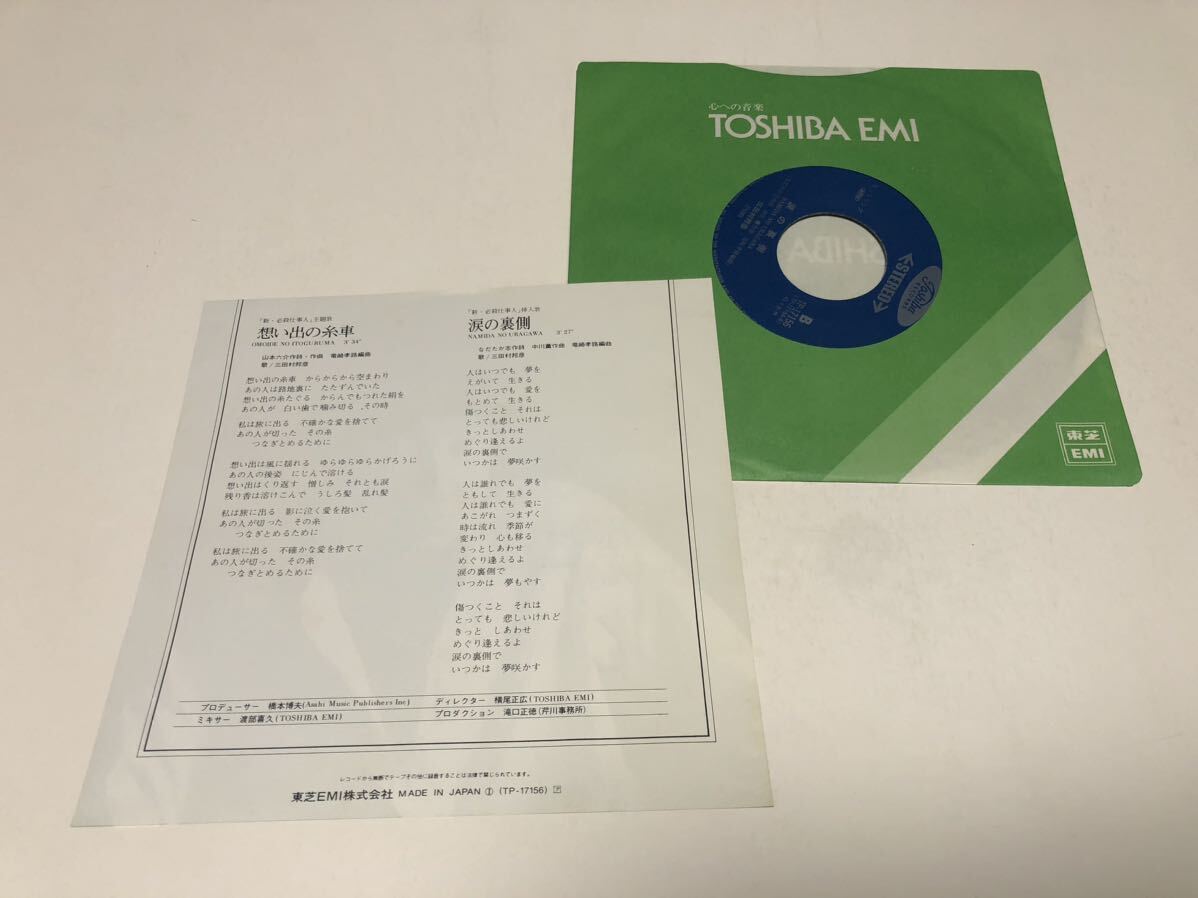 心への音楽
TOSHIBA EMI
涙の裏側
NAMIDA NO URAGAWA
STEREO
Toshiba
RECORDS
B
TP-17156
東芝
EMI
「新・必殺仕事人」主題歌
想い出の糸車
OMOIDE NO ITOGURUMA 3'34"
山本六介作詩・作曲 竜崎孝路編曲
歌/三田村邦彦
想い出の糸車 からからから空まわり
あの人は路地裏に たたずんでいた
想い出の糸たぐる からんでもつれた絹を
あの人が 白い歯で噛み切る、その時
私は旅に出る 不確かな愛を捨てて
あの人が切った その糸
つなぎとめるために
想い出は風に揺れる ゆらゆらゆらかげろうに
あの人の後姿 にじんで溶ける
想い出はくり返す 憎しみ それとも涙
残り香は溶けこんで うしろ髪 乱れ髪
私は旅に出る 影に泣く愛を抱いて
あの人が切った その糸
つなぎとめるために
私は旅に出る 不確かな愛を捨てて
あの人が切った その糸
つなぎとめるために
「新・必殺仕事人」挿入歌
涙の裏側
NAMIDA NO URAGAWA 3'27"
なだたか志作詩 中川薫作曲 竜崎孝路編曲
歌/三田村邦彦
人はいつでも 夢を
えがいて 生きる
人はいつでも 愛を
もとめて 生きる
傷つくこと それは
とっても悲しいけれど
きっとしあわせ
めぐり逢えるよ
涙の裏側で
いつかは 夢咲かす
人は誰れでも 夢を
ともして 生きる
人は誰れでも 愛に
あこがれ つまずく
時は流れ 季節が
変わり 心も移る
きっとしあわせ
めぐり逢えるよ
涙の裏側で
いつかは 夢もやす
傷つくこと それは
とっても 悲しいけれど
きっと しあわせ
めぐり逢えるよ
涙の裏側で
いつかは 夢咲かす
プロデューサー 橋本博夫(Asahi Music Publishers Inc) ディレクター 横尾正広(TOSHIBA EMI)
ミキサー 渡部喜久(TOSHIBA EMI) プロダクション 滝口正徳(芹川事務所)
レコードから無断でテープその他に録音することは法律で禁じられています。
東芝EMI株式会社 MADE IN JAPAN (TP-17156)